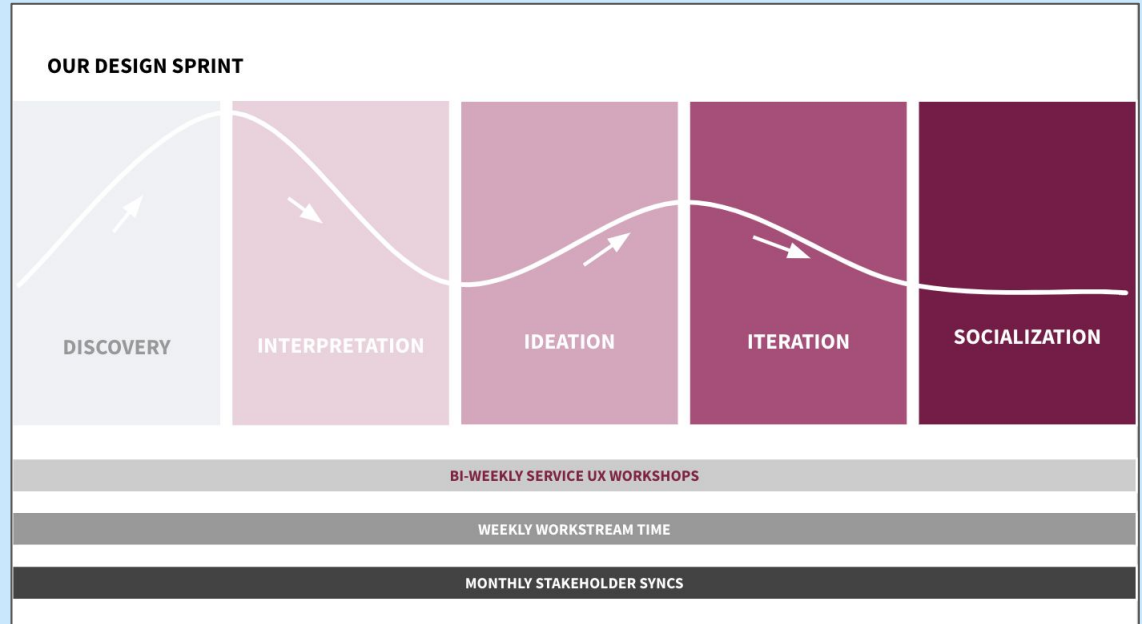 OUR DESIGN SPRINT
DISCOVERY
INTERPRETATION
IDEATION
ITERATION
SOCIALIZATION
BI-WEEKLY SERVICE UX WORKSHOPS
WEEKLY WORKSTREAM TIME
MONTHLY STAKEHOLDER SYNCS